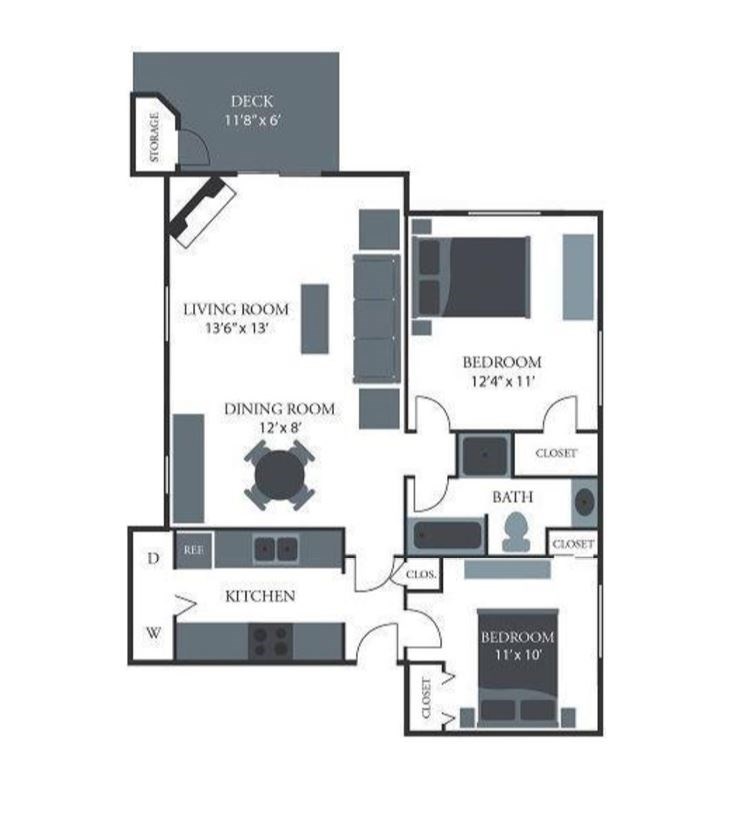 DECK
11'8" x 6'
STORAGE
LIVING ROOM
13'6" x 13'
BEDROOM
12'4" x 11'
DINING ROOM
12' x 8'
CLOSET
BATH
CLOSET
D
REF.
CLOS.
KITCHEN
W
BEDROOM
11' x 10'
CLOSET